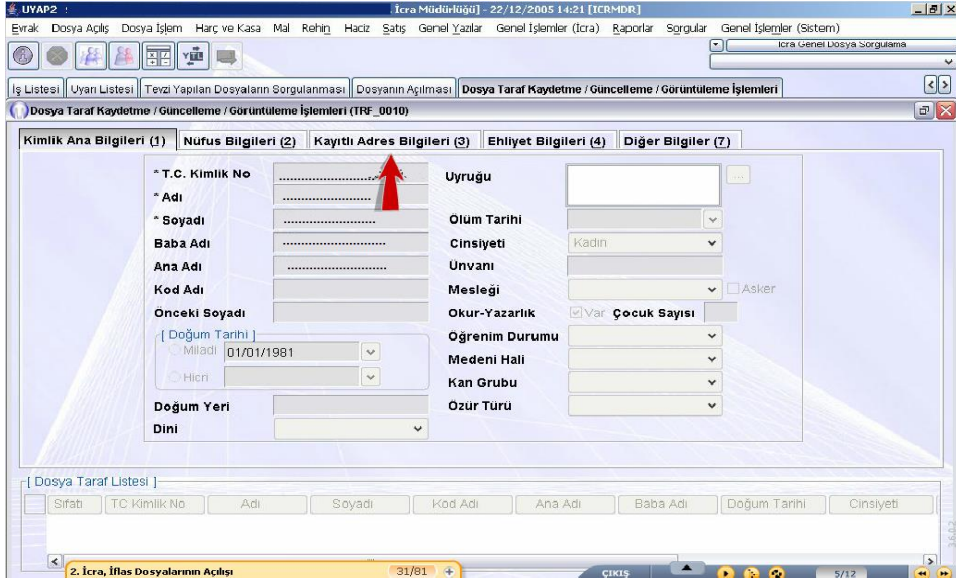 UYAP2 : İcra Müdürlüğü] - 22/12/2005 14:21 [ICRMDR]
Evrak Dosya Açılış Dosya İşlem Harç ve Kasa Mal Rehin Haciz Satış Genel Yazılar Genel İşlemler (İcra) Raporlar Sorgular Genel İşlemler (Sistem)
İcra Genel Dosya Sorgulama
İş Listesi Uyarı Listesi Tevzi Yapılan Dosyaların Sorgulanması Dosyanın Açılması Dosya Taraf Kaydetme / Güncelleme / Görüntüleme İşlemleri
Dosya Taraf Kaydetme / Güncelleme / Görüntüleme İşlemleri (TRF_0010)
Kimlik Ana Bilgileri (1) Nüfus Bilgileri (2) Kayıtlı Adres Bilgileri (3) Ehliyet Bilgileri (4) Diğer Bilgiler (7)
* T.C. Kimlik No Uyruğu ...
* Adı
* Soyadı Ölüm Tarihi
Baba Adı Cinsiyeti Kadın
Ana Adı Ünvanı
Kod Adı Mesleği Asker
Önceki Soyadı Okur-Yazarlık Var Çocuk Sayısı
[ Doğum Tarihi ] Öğrenim Durumu
Miladi 01/01/1981 Medeni Hali
Hicri Kan Grubu
Doğum Yeri Özür Türü
Dini
[ Dosya Taraf Listesi ]
Sıfatı TC Kimlik No Adı Soyadı Kod Adı Ana Adı Baba Adı Doğum Tarihi Cinsiyeti
2. İcra, İflas Dosyalarının Açılışı 31/81 + ÇIKIŞ 5/12